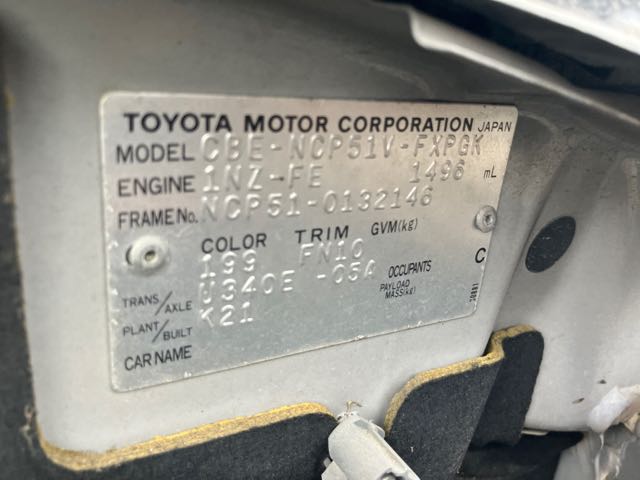 TOYOTA MOTOR CORPORATION JAPAN
MODEL CBE-NCP51V-FXPGK
ENGINE 1NZ-FE 1496 mL
FRAME No. NCP51-0132146
COLOR TRIM GVM(kg)
199 FN10
TRANS/AXLE U340E -05A OCCUPANTS C
PLANT/BUILT K21 PAYLOAD MASS(kg)
CAR NAME